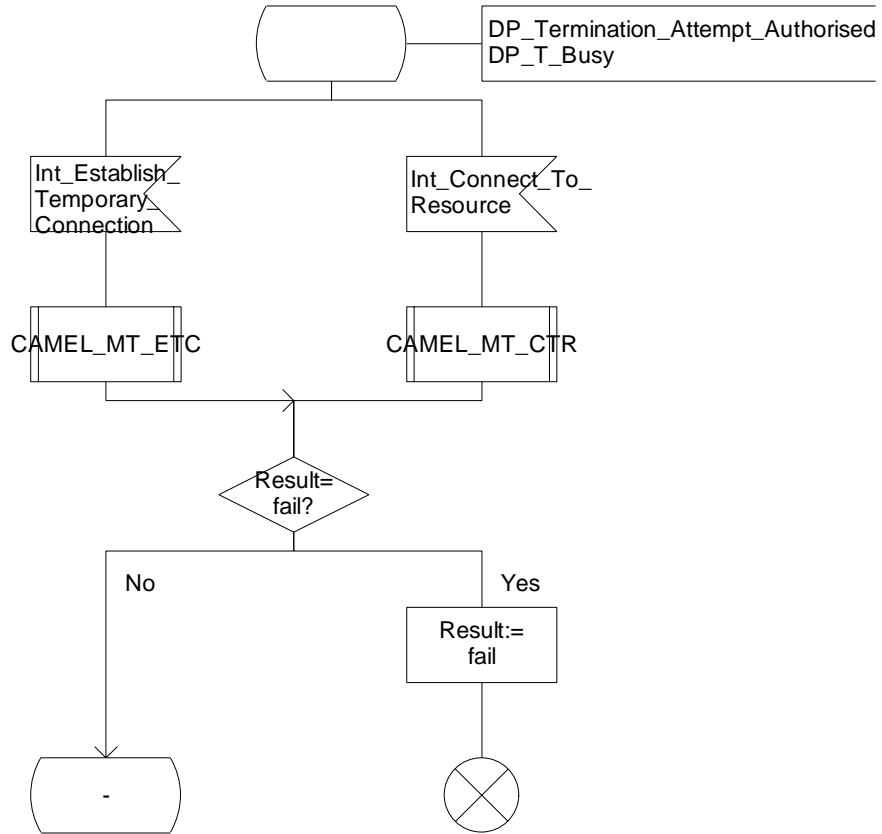 DP_Termination_Attempt_Authorised
DP_T_Busy
Int_Establish_
Temporary_
Connection
Int_Connect_To_
Resource
CAMEL_MT_ETC
CAMEL_MT_CTR
Result=
fail?
No
Yes
Result:=
fail
-